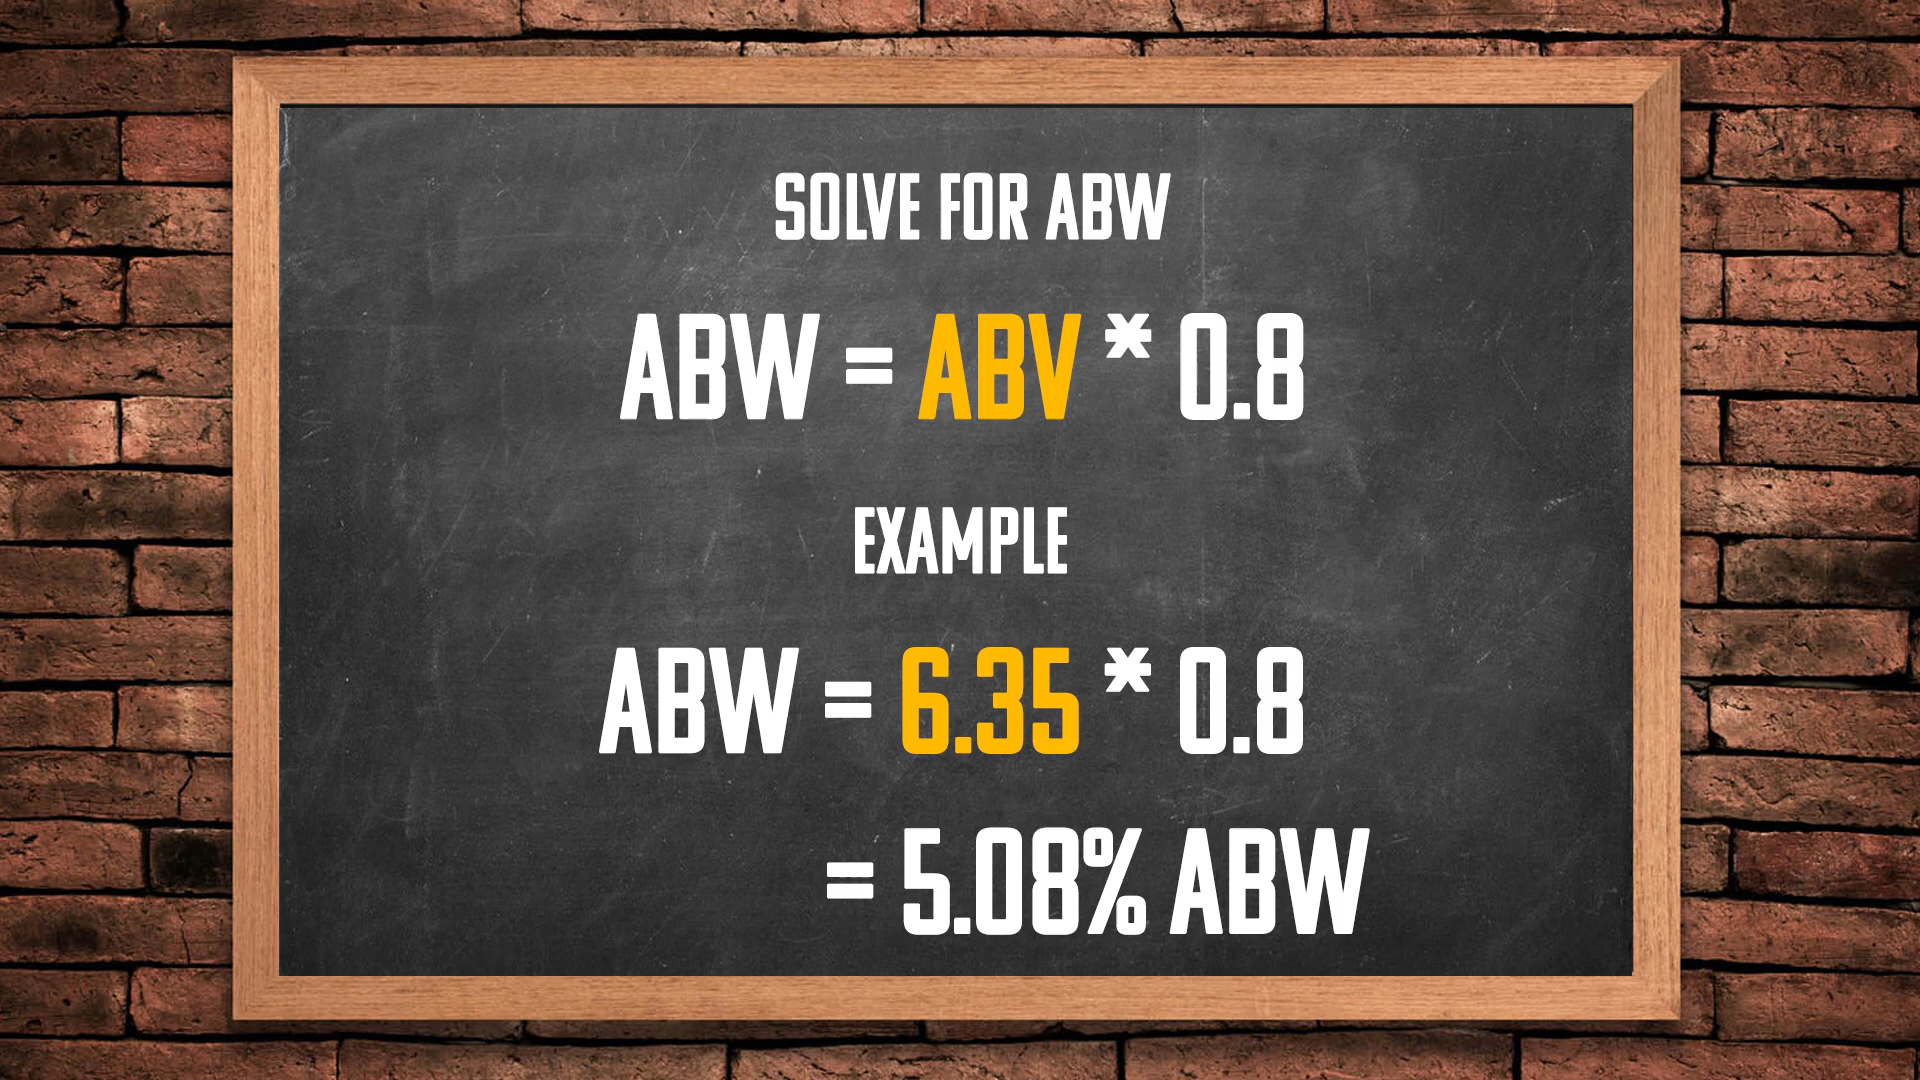 SOLVE FOR ABW
ABW = ABV * 0.8
EXAMPLE
ABW = 6.35 * 0.8
= 5.08% ABW